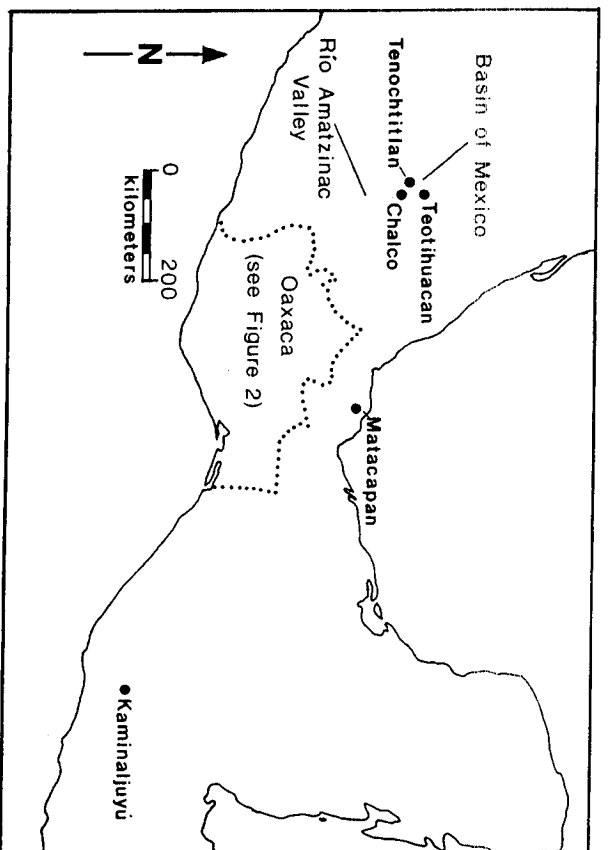 Basin of Mexico
Tenochtitlan
Teotihuacan
Chalco
Río Amatzinac
Valley
Oaxaca
(see Figure 2)
Matacapan
Kaminaljuyú
N
0 200
kilometers